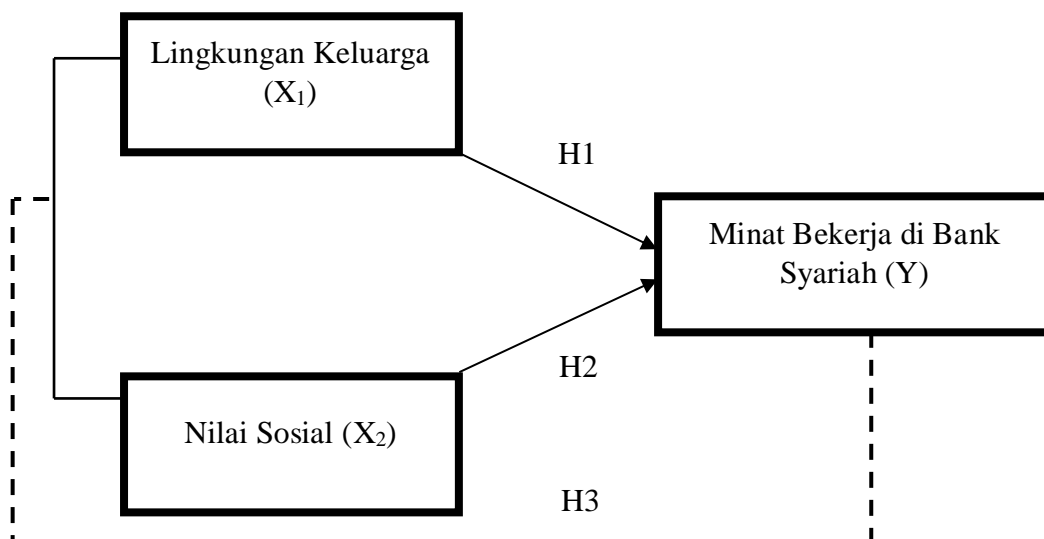 Lingkungan Keluarga
(X₁)
H1
Minat Bekerja di Bank
Syariah (Y)
H2
Nilai Sosial (X₂)
H3